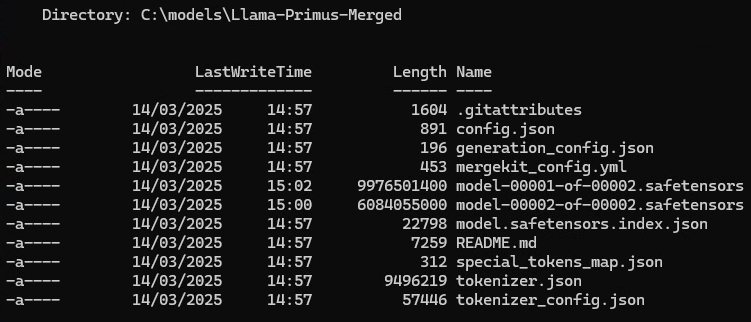 Directory: C:\models\Llama-Primus-Merged
Mode LastWriteTime Length Name
---- ------------- ------ ----
-a---- 14/03/2025 14:57 1604 .gitattributes
-a---- 14/03/2025 14:57 891 config.json
-a---- 14/03/2025 14:57 196 generation_config.json
-a---- 14/03/2025 14:57 453 mergekit_config.yml
-a---- 14/03/2025 15:02 9976501400 model-00001-of-00002.safetensors
-a---- 14/03/2025 15:00 6084055000 model-00002-of-00002.safetensors
-a---- 14/03/2025 14:57 22798 model.safetensors.index.json
-a---- 14/03/2025 14:57 7259 README.md
-a---- 14/03/2025 14:57 312 special_tokens_map.json
-a---- 14/03/2025 14:57 9496219 tokenizer.json
-a---- 14/03/2025 14:57 57446 tokenizer_config.json